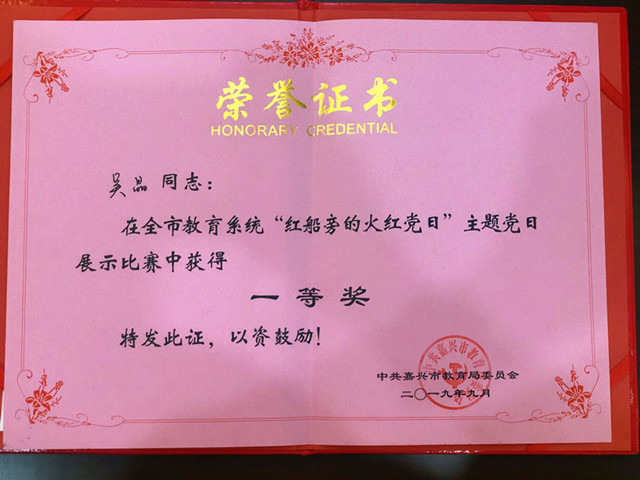 荣誉证书
HONORARY CREDENTIAL
吴晶 同志：
在全市教育系统“红船旁的火红党日”主题党日
展示比赛中获得
一等奖
特发此证，以资鼓励！
中共嘉兴市教育局委员会
二〇一九年九月